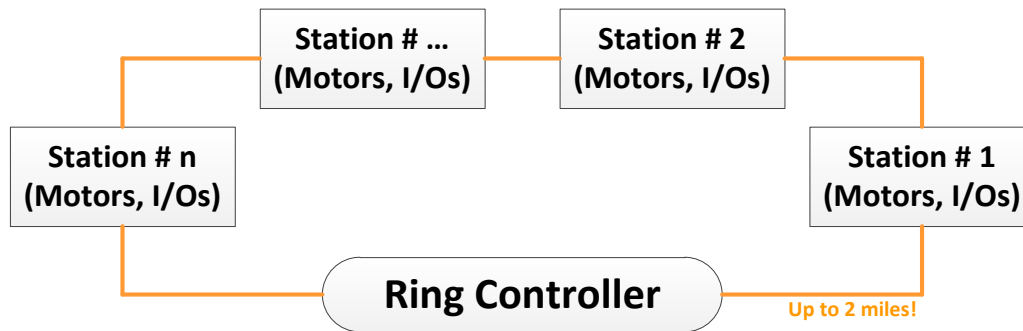 Station # ...
(Motors, I/Os)
Station # 2
(Motors, I/Os)
Station # n
(Motors, I/Os)
Station # 1
(Motors, I/Os)
Ring Controller
Up to 2 miles!